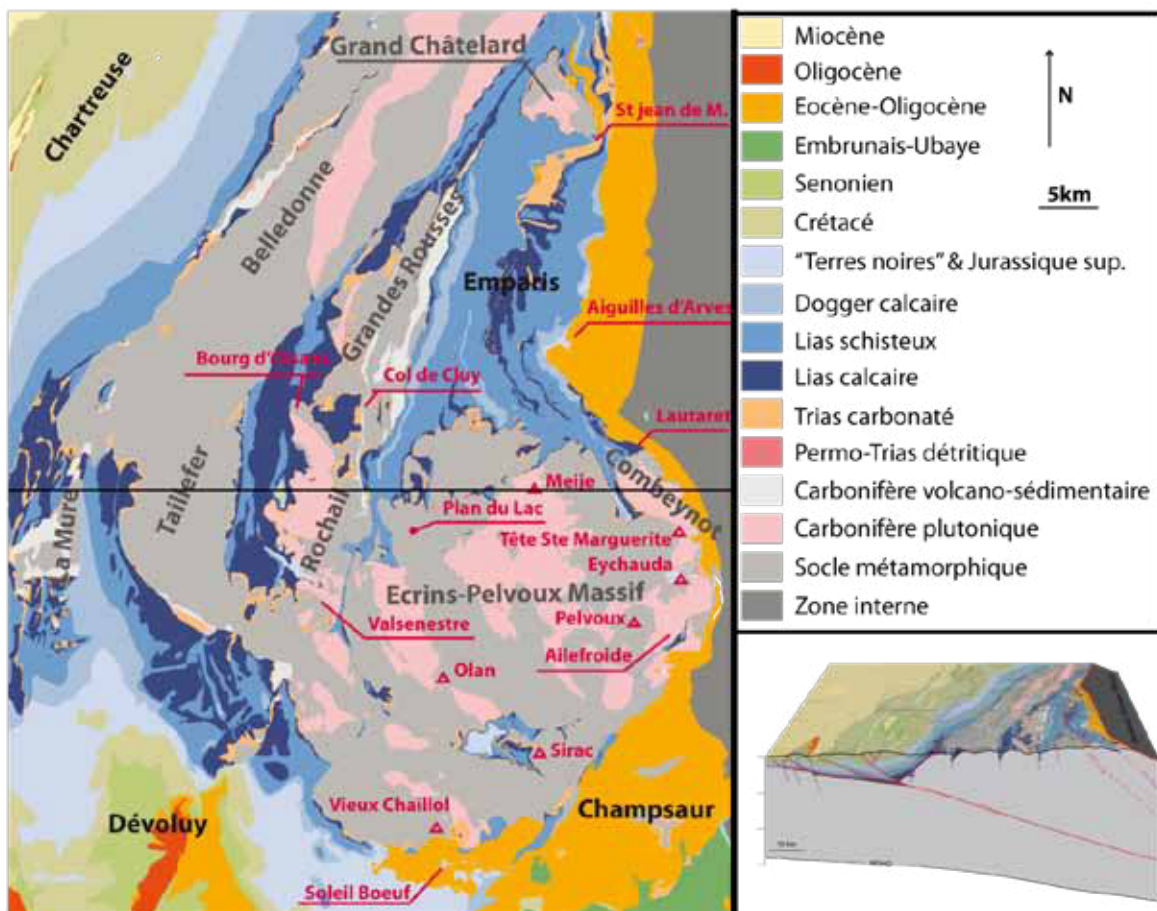 Grand Châtelard
Chartreuse
St jean de M.
Belledonne
Grandes Rousses
Emparis
Aiguilles d'Arves
Bourg d'Oisans
Col de Cluy
Lautaret
Combeynot
Meije
La Mure
Taillefer
Rochail
Plan du Lac
Tête Ste Marguerite
Eychauda
Ecrins-Pelvoux Massif
Pelvoux
Valsenestre
Ailefroide
Olan
Sirac
Vieux Chaillol
Champsaur
Dévoluy
Soleil Boeuf
Miocène
Oligocène
Eocène-Oligocène
Embrunais-Ubaye
Senonien
Crétacé
"Terres noires" & Jurassique sup.
Dogger calcaire
Lias schisteux
Lias calcaire
Trias carbonaté
Permo-Trias détritique
Carbonifère volcano-sédimentaire
Carbonifère plutonique
Socle métamorphique
Zone interne
N
5km
10 km
MOHO